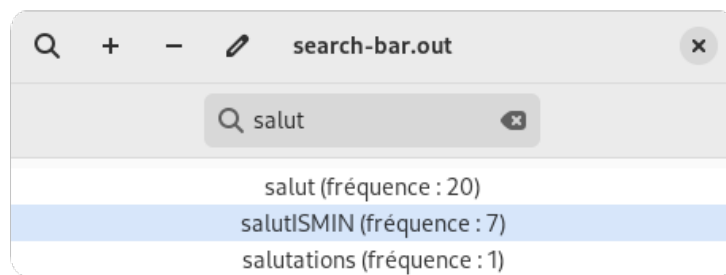 search-bar.out
salut
salut (fréquence : 20)
salutISMIN (fréquence : 7)
salutations (fréquence : 1)